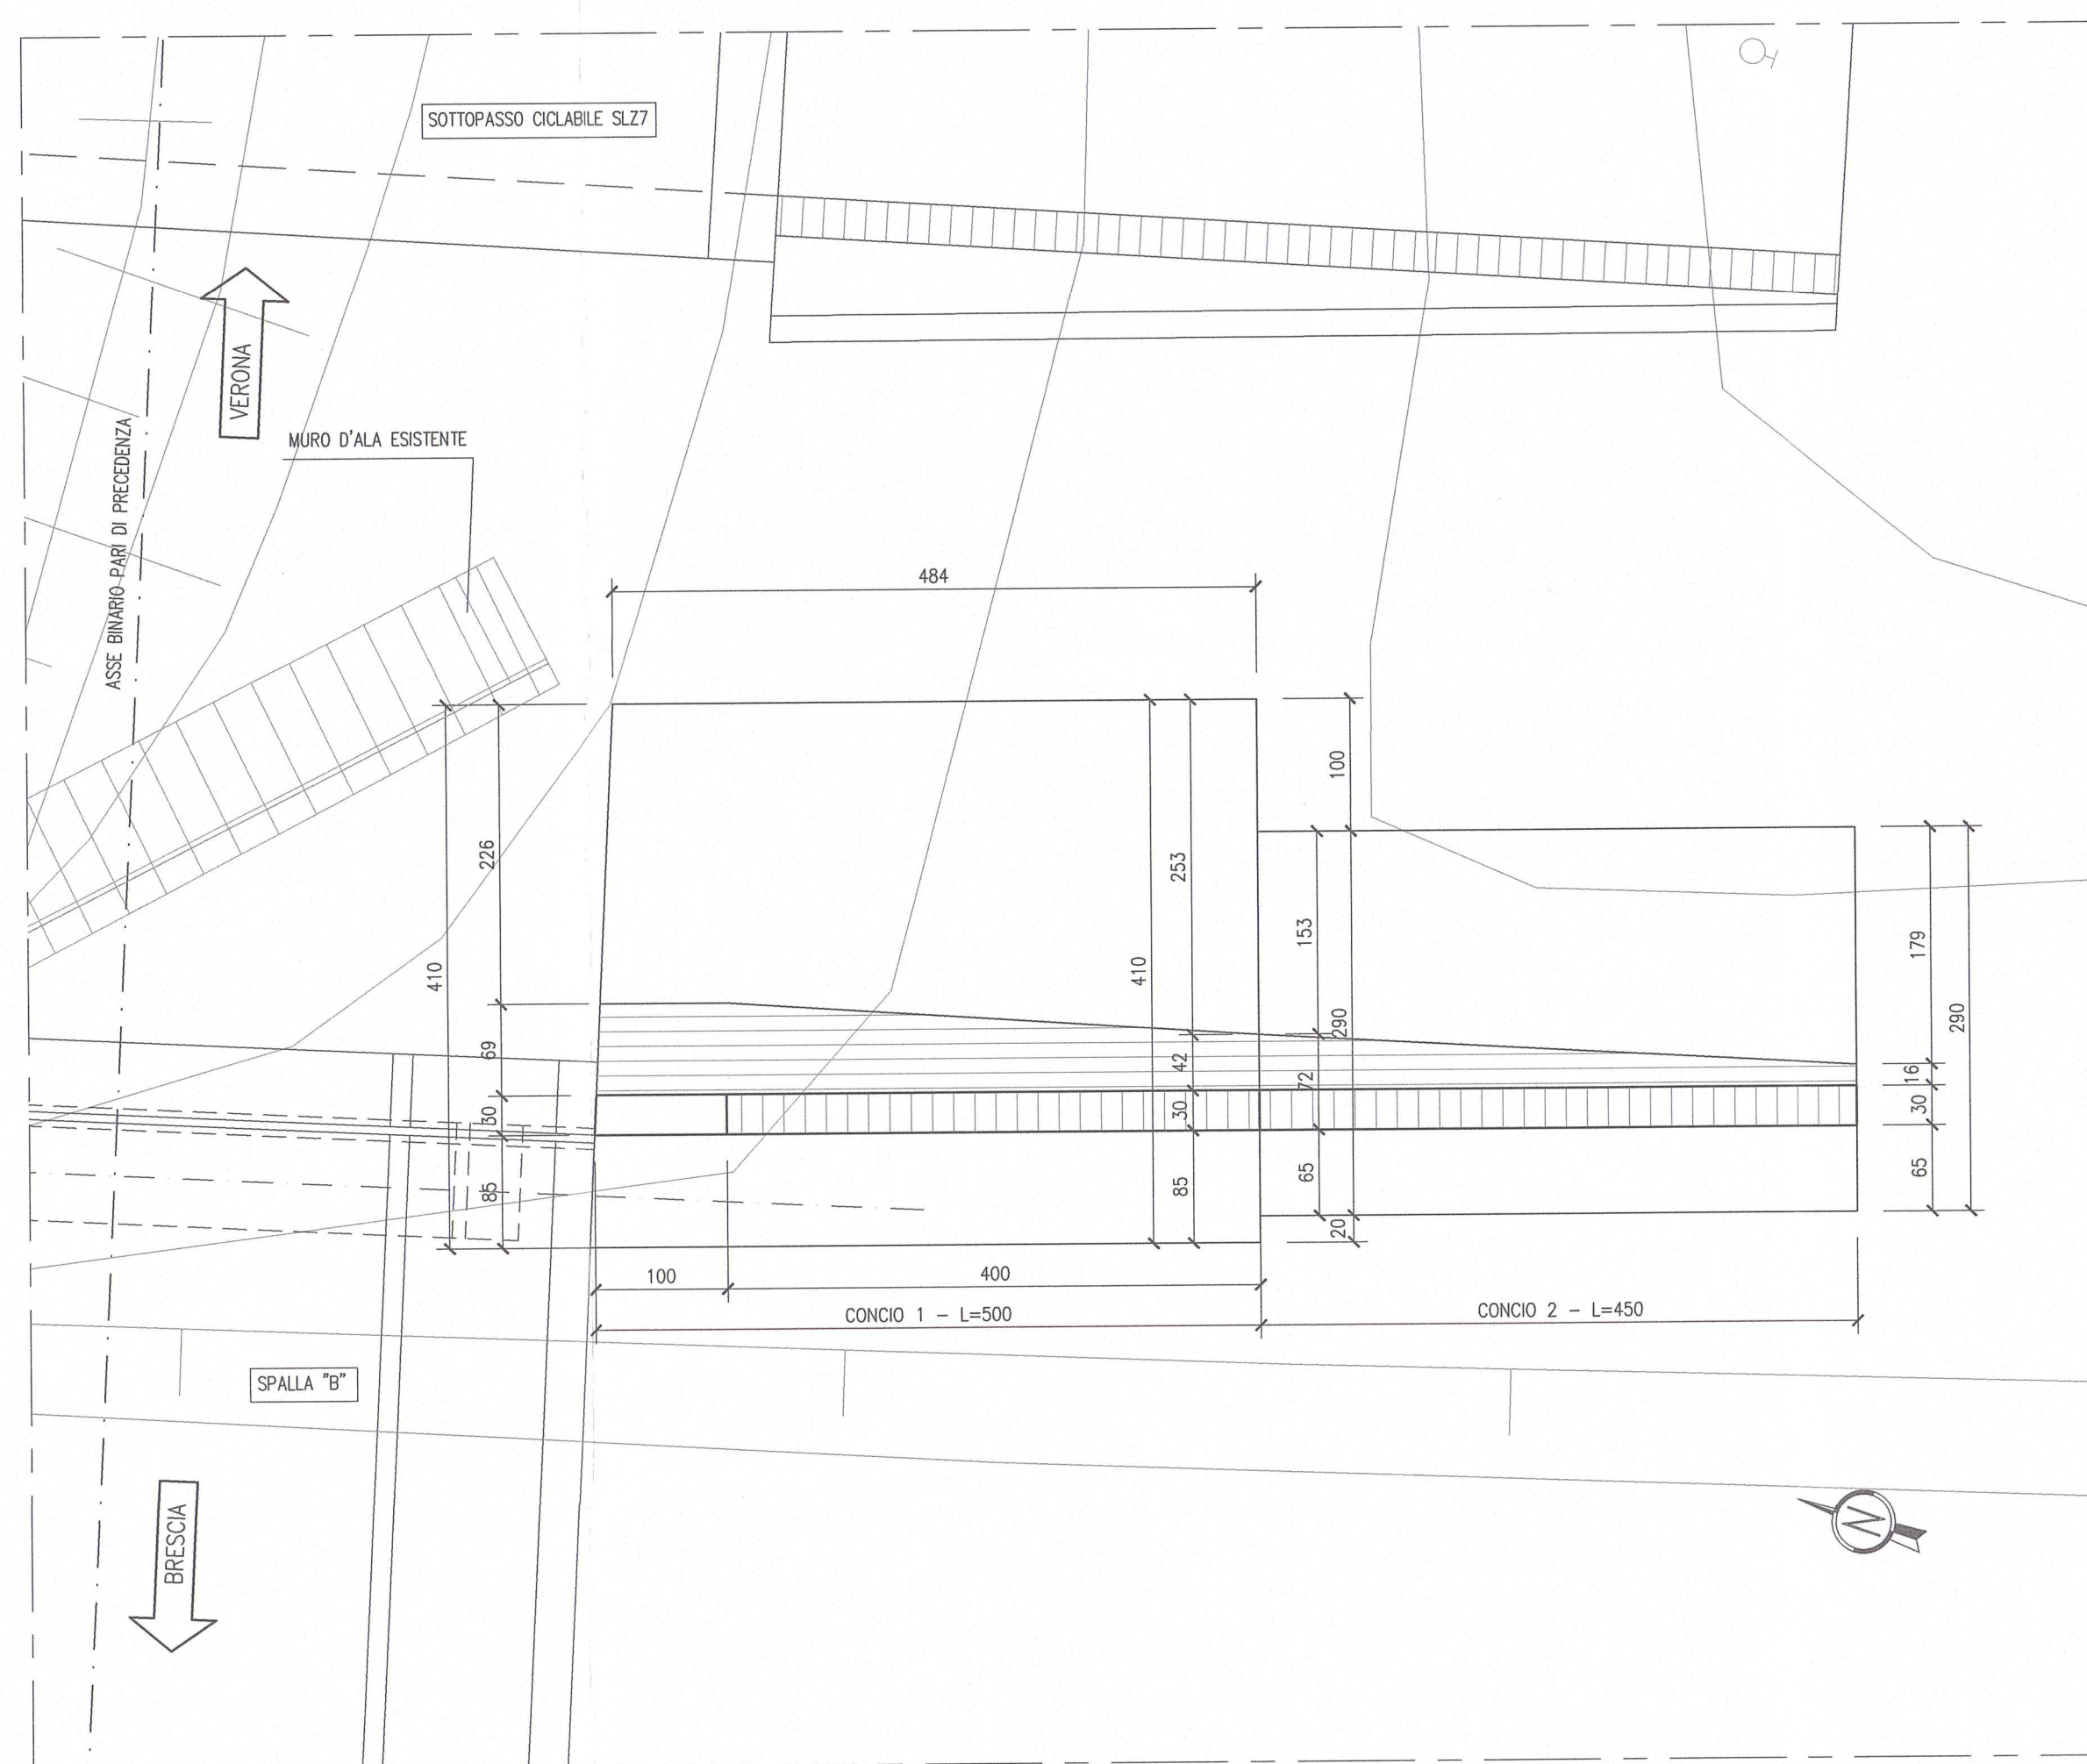 SOTTOPASSO CICLABILE SLZ7
VERONA
MURO D'ALA ESISTENTE
ASSE BINARIO PARI DI PRECEDENZA
484
100
226
253
153
179
410
410
290
290
69
42
72
16
30
30
30
85
85
65
65
20
100
400
CONCIO 1 – L=500
CONCIO 2 – L=450
SPALLA "B"
BRESCIA
N